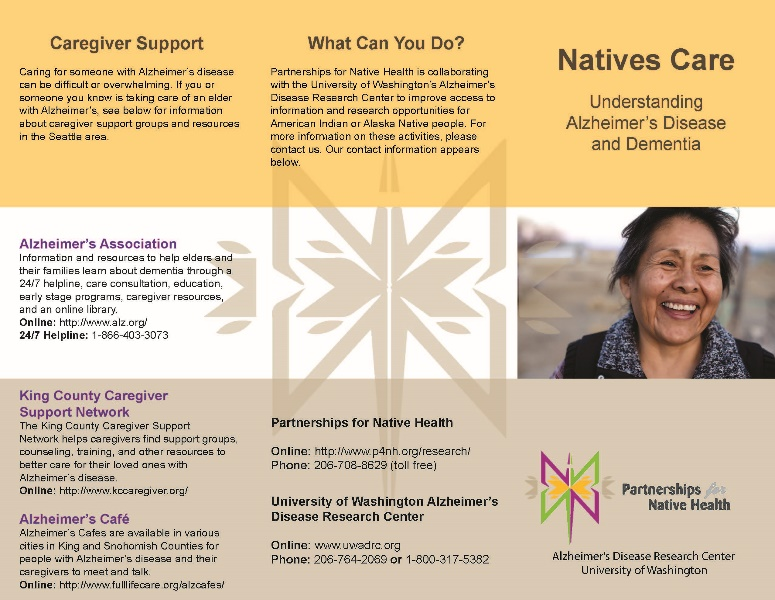 Caregiver Support
Caring for someone with Alzheimer's disease
can be difficult or overwhelming. If you or
someone you know is taking care of an elder
with Alzheimer's, see below for information
about caregiver support groups and resources
in the Seattle area.
Alzheimer's Association
Information and resources to help elders and
their families learn about dementia through a
24/7 helpline, care consultation, education,
early stage programs, caregiver resources,
and an online library.
Online: http://www.alz.org/
24/7 Helpline: 1-866-403-3073
King County Caregiver
Support Network
The King County Caregiver Support
Network helps caregivers find support groups,
counseling, training, and other resources to
better care for their loved ones with
Alzheimer's disease.
Online: http://www.kccaregiver.org/
Alzheimer's Café
Alzheimer's Cafes are available in various
cities in King and Snohomish Counties for
people with Alzheimer's disease and their
caregivers to meet and talk.
Online: http://www.fulllifecare.org/alzcafes/
What Can You Do?
Partnerships for Native Health is collaborating
with the University of Washington's Alzheimer's
Disease Research Center to improve access to
information and research opportunities for
American Indian or Alaska Native people. For
more information on these activities, please
contact us. Our contact information appears
below.
Partnerships for Native Health
Online: http://www.p4nh.org/research/
Phone: 206-708-8629 (toll free)
University of Washington Alzheimer's
Disease Research Center
Online: www.uwadrc.org
Phone: 206-764-2069 or 1-800-317-5382
Natives Care
Understanding
Alzheimer's Disease
and Dementia
Partnerships for
Native Health
Alzheimer's Disease Research Center
University of Washington